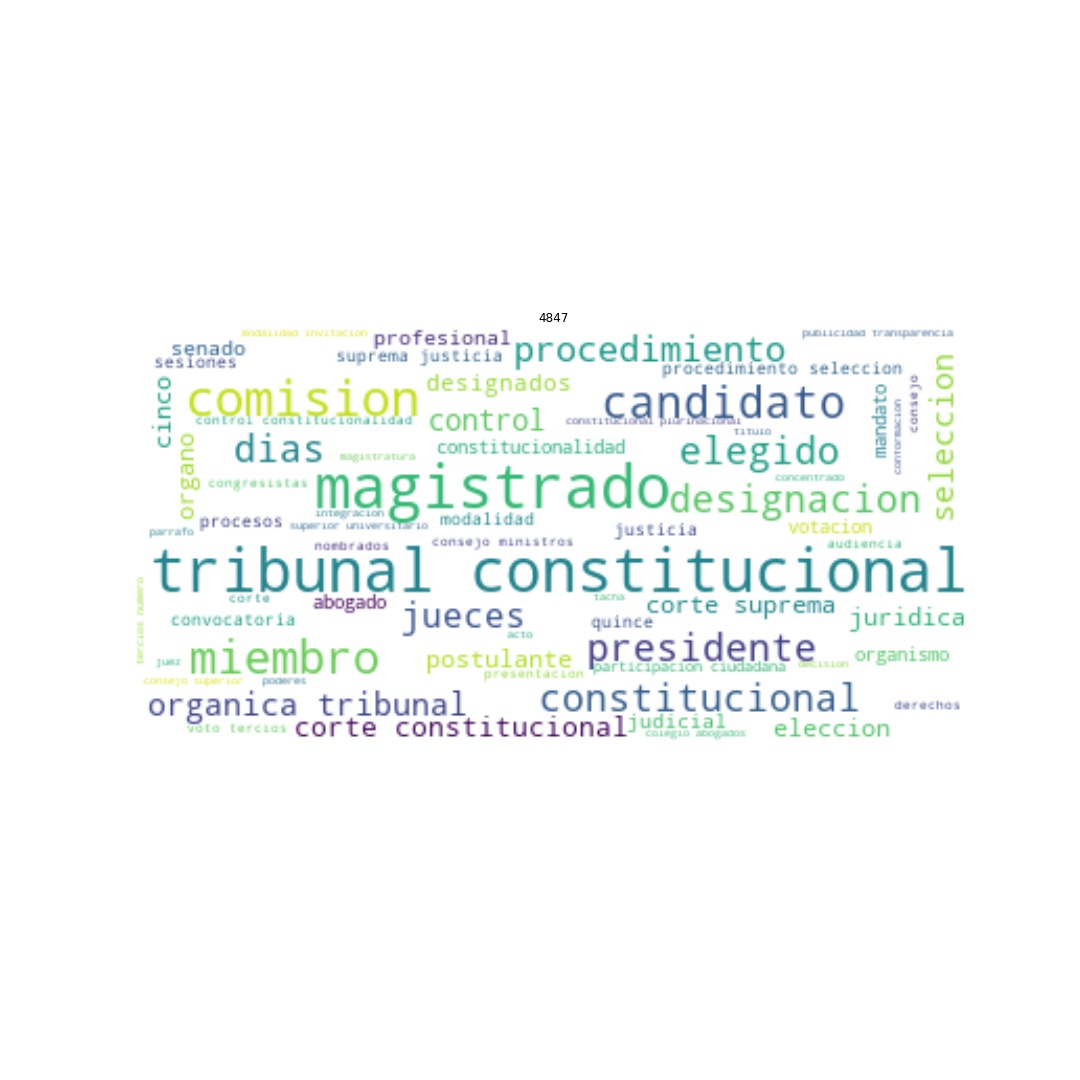 4847
modalidad invitacion
publicidad transparencia
profesional
senado
suprema justicia
procedimiento
sesiones
procedimiento seleccion
cinco
comision
designados
candidato
mandato
consejo
seleccion
control constitucionalidad
control
constitucional plurinacional
conformacion
titulo
organo
dias
constitucionalidad
elegido
magistratura
congresistas
magistrado
concentrado
designacion
integracion
procesos
superior universitario
modalidad
parrafo
justicia
votacion
nombrados
consejo ministros
audiencia
tribunal constitucional
tercios numero
corte
abogado
tacna
corte suprema
convocatoria
jueces
quince
juridica
acto
presidente
miembro
postulante
organismo
juez
participacion ciudadana
decision
presentacion
consejo superior
poderes
organica tribunal
constitucional
derechos
voto tercios
corte constitucional
judicial
colegio abogados
eleccion